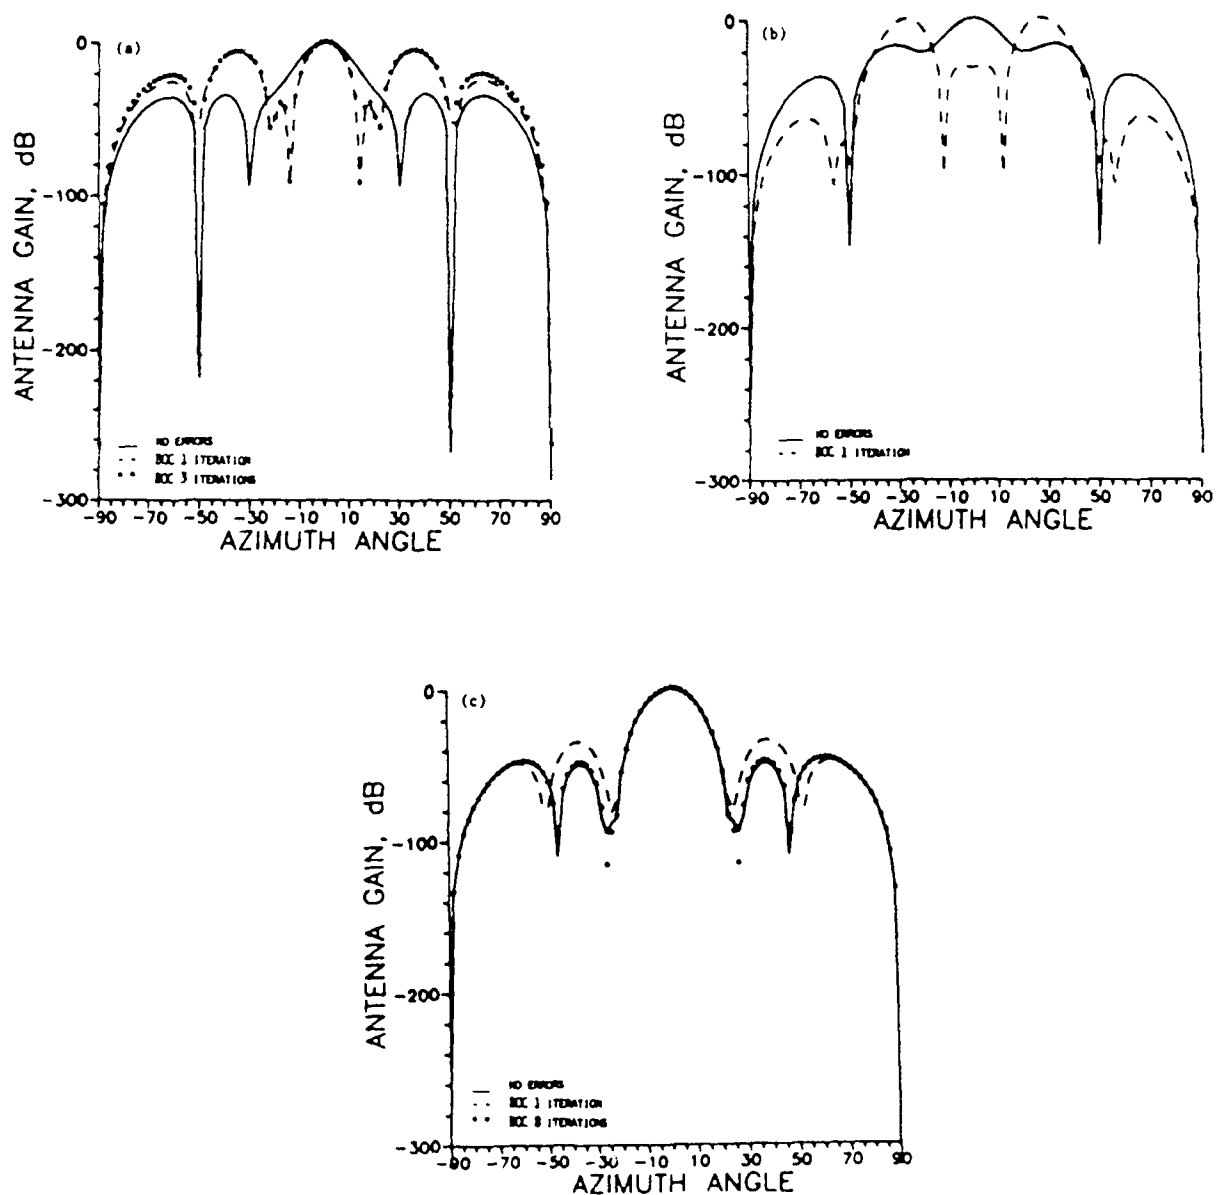 (a)
0
-100
-200
-300
ANTENNA GAIN, dB
NO ERRORS
BCC 1 ITERATION
BCC 3 ITERATIONS
-90 -70 -50 -30 -10 10 30 50 70 90
AZIMUTH ANGLE
(b)
0
-100
-200
-300
ANTENNA GAIN, dB
NO ERRORS
BCC 1 ITERATION
-90 -70 -50 -30 -10 10 30 50 70 90
AZIMUTH ANGLE
(c)
0
-100
-200
-300
ANTENNA GAIN, dB
NO ERRORS
BCC 1 ITERATION
BCC 8 ITERATIONS
-90 -70 -50 -30 -10 10 30 50 70 90
AZIMUTH ANGLE